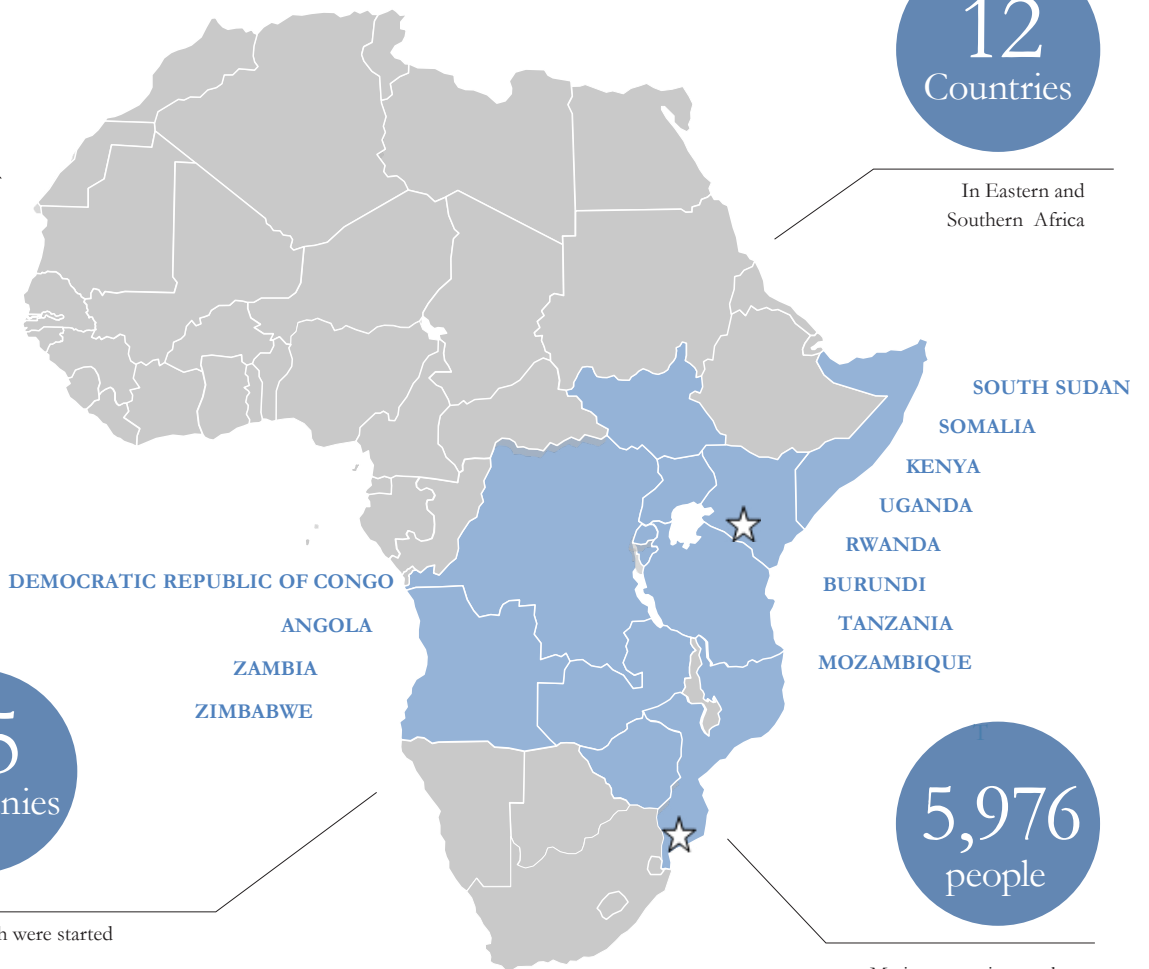 12
Countries
In Eastern and
Southern Africa
SOUTH SUDAN
SOMALIA
KENYA
UGANDA
RWANDA
BURUNDI
TANZANIA
MOZAMBIQUE
DEMOCRATIC REPUBLIC OF CONGO
ANGOLA
ZAMBIA
ZIMBABWE
5
nies
h were started
I
5,976
people